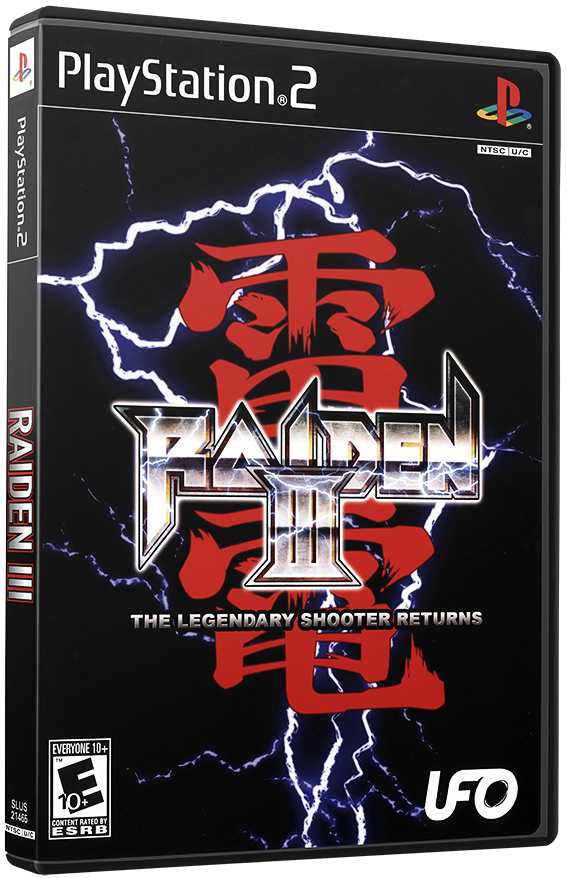 PlayStation®2
NTSC U/C
雷電
RAIDEN
III
THE LEGENDARY SHOOTER RETURNS
EVERYONE 10+
™
E
10+
CONTENT RATED BY
ESRB
UFO
PlayStation®2
RAIDEN III
SLUS
21465
NTSC U/C